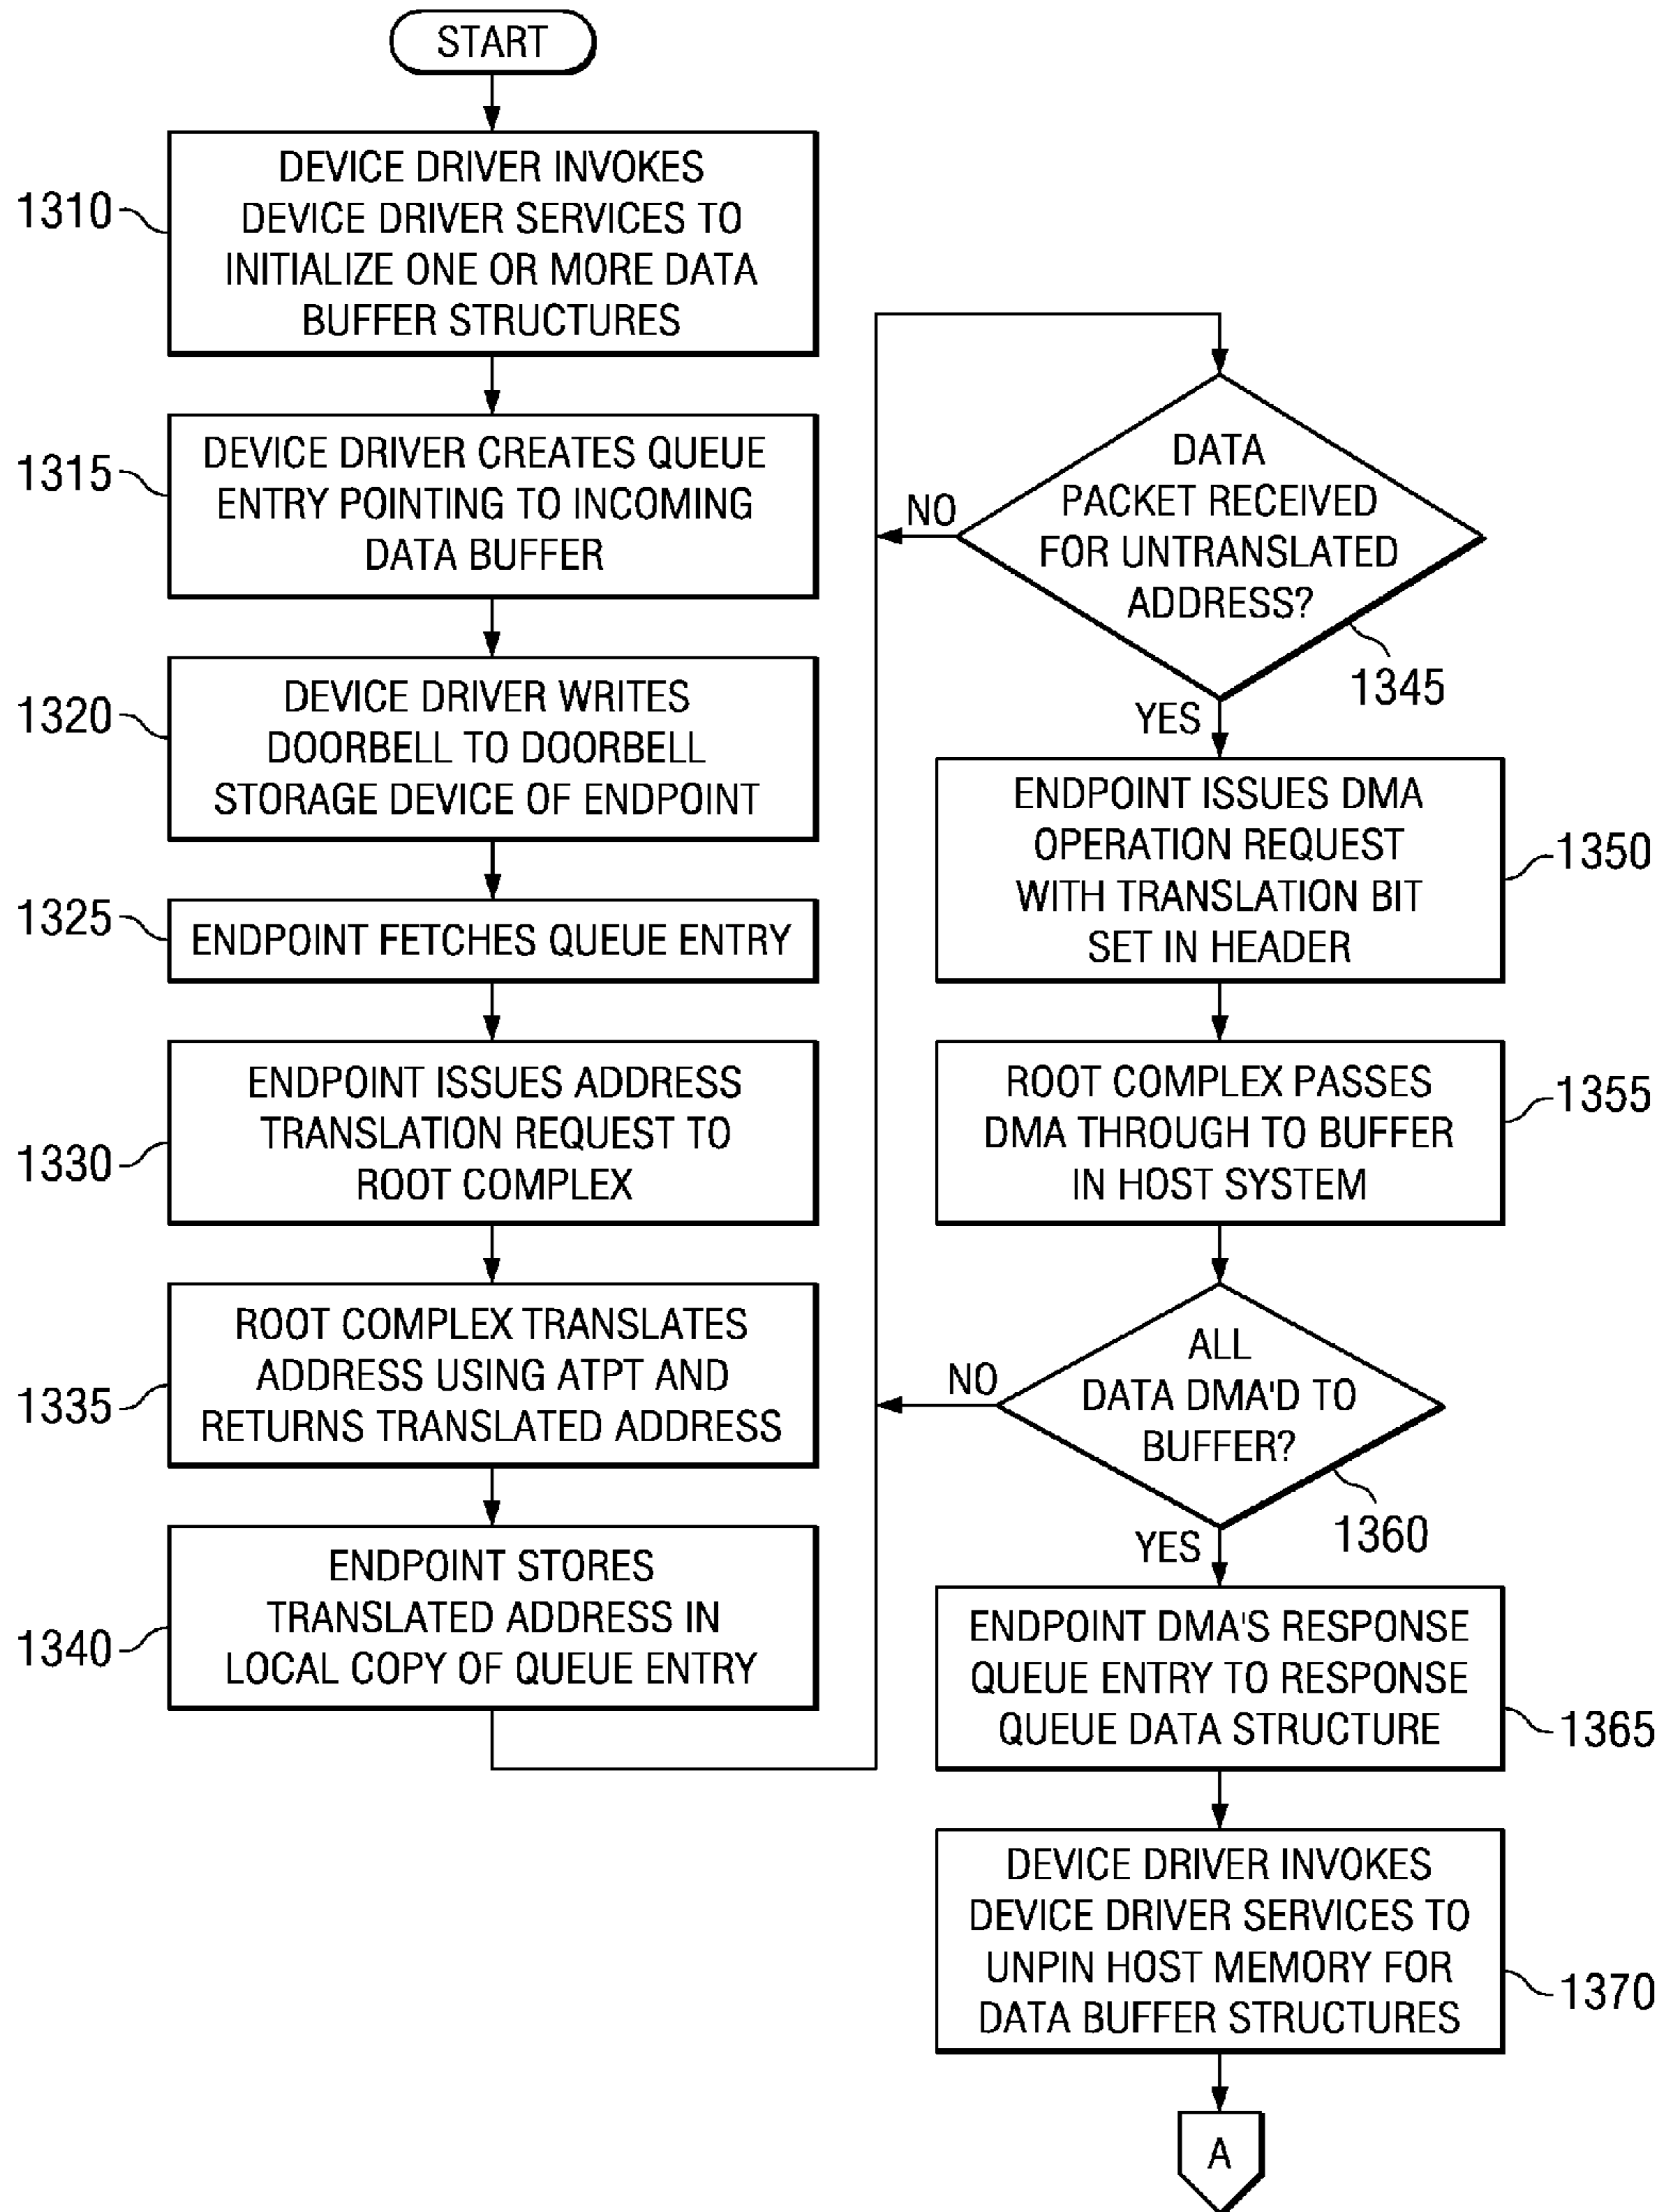 START
1310
DEVICE DRIVER INVOKES
DEVICE DRIVER SERVICES TO
INITIALIZE ONE OR MORE DATA
BUFFER STRUCTURES
1315
DEVICE DRIVER CREATES QUEUE
ENTRY POINTING TO INCOMING
DATA BUFFER
1320
DEVICE DRIVER WRITES
DOORBELL TO DOORBELL
STORAGE DEVICE OF ENDPOINT
1325
ENDPOINT FETCHES QUEUE ENTRY
1330
ENDPOINT ISSUES ADDRESS
TRANSLATION REQUEST TO
ROOT COMPLEX
1335
ROOT COMPLEX TRANSLATES
ADDRESS USING ATPT AND
RETURNS TRANSLATED ADDRESS
1340
ENDPOINT STORES
TRANSLATED ADDRESS IN
LOCAL COPY OF QUEUE ENTRY
DATA
PACKET RECEIVED
FOR UNTRANSLATED
ADDRESS?
NO
1345
YES
ENDPOINT ISSUES DMA
OPERATION REQUEST
WITH TRANSLATION BIT
SET IN HEADER
1350
ROOT COMPLEX PASSES
DMA THROUGH TO BUFFER
IN HOST SYSTEM
1355
ALL
DATA DMA'D TO
BUFFER?
NO
1360
YES
ENDPOINT DMA'S RESPONSE
QUEUE ENTRY TO RESPONSE
QUEUE DATA STRUCTURE
1365
DEVICE DRIVER INVOKES
DEVICE DRIVER SERVICES TO
UNPIN HOST MEMORY FOR
DATA BUFFER STRUCTURES
1370
A